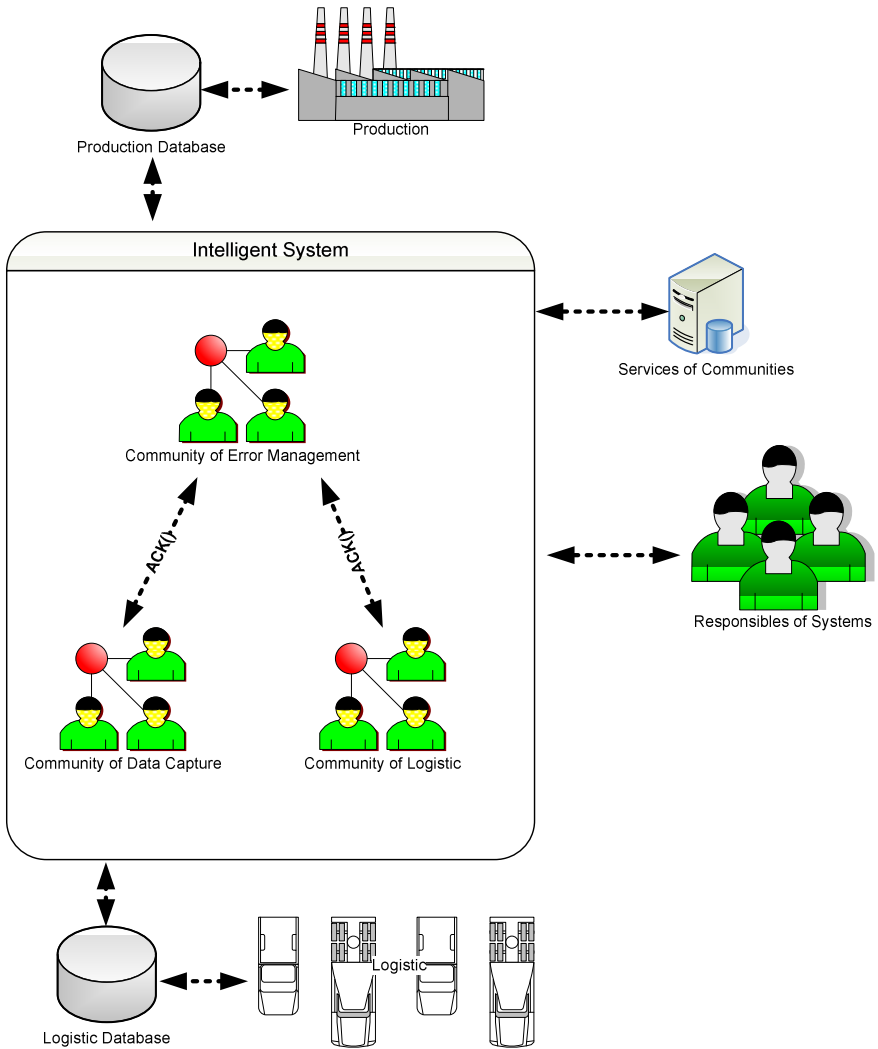 Production
Production Database
Intelligent System
Services of Communities
Community of Error Management
ACK()
ACK()
Responsibles of Systems
Community of Data Capture
Community of Logistic
Logistic
Logistic Database